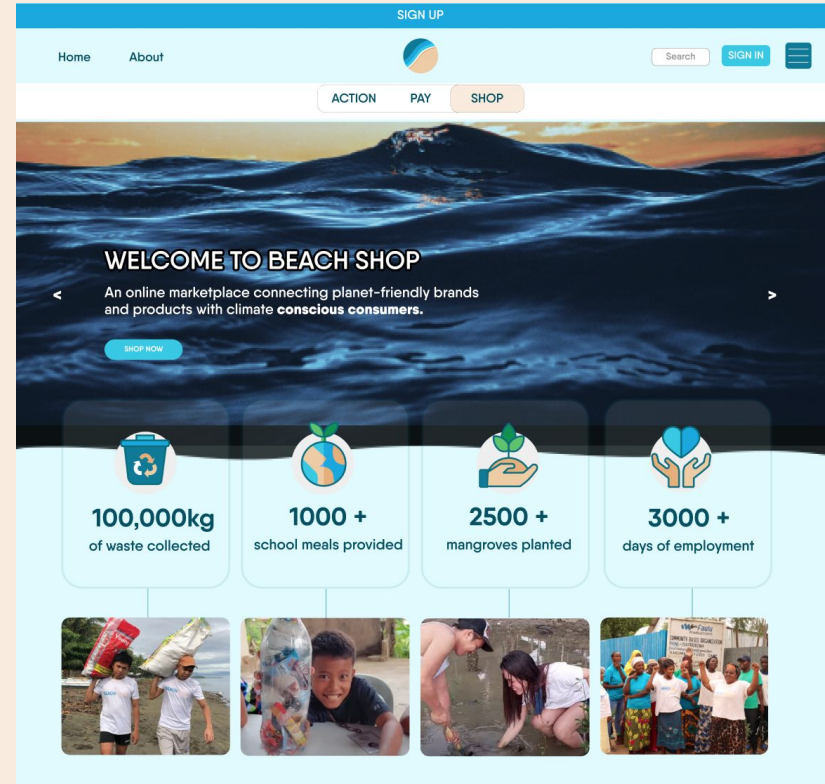 SIGN UP
Home About
Search SIGN IN
ACTION PAY SHOP
WELCOME TO BEACH SHOP
An online marketplace connecting planet-friendly brands
and products with climate conscious consumers.
< >
SHOP NOW
100,000kg
of waste collected
1000 +
school meals provided
2500 +
mangroves planted
3000 +
days of employment